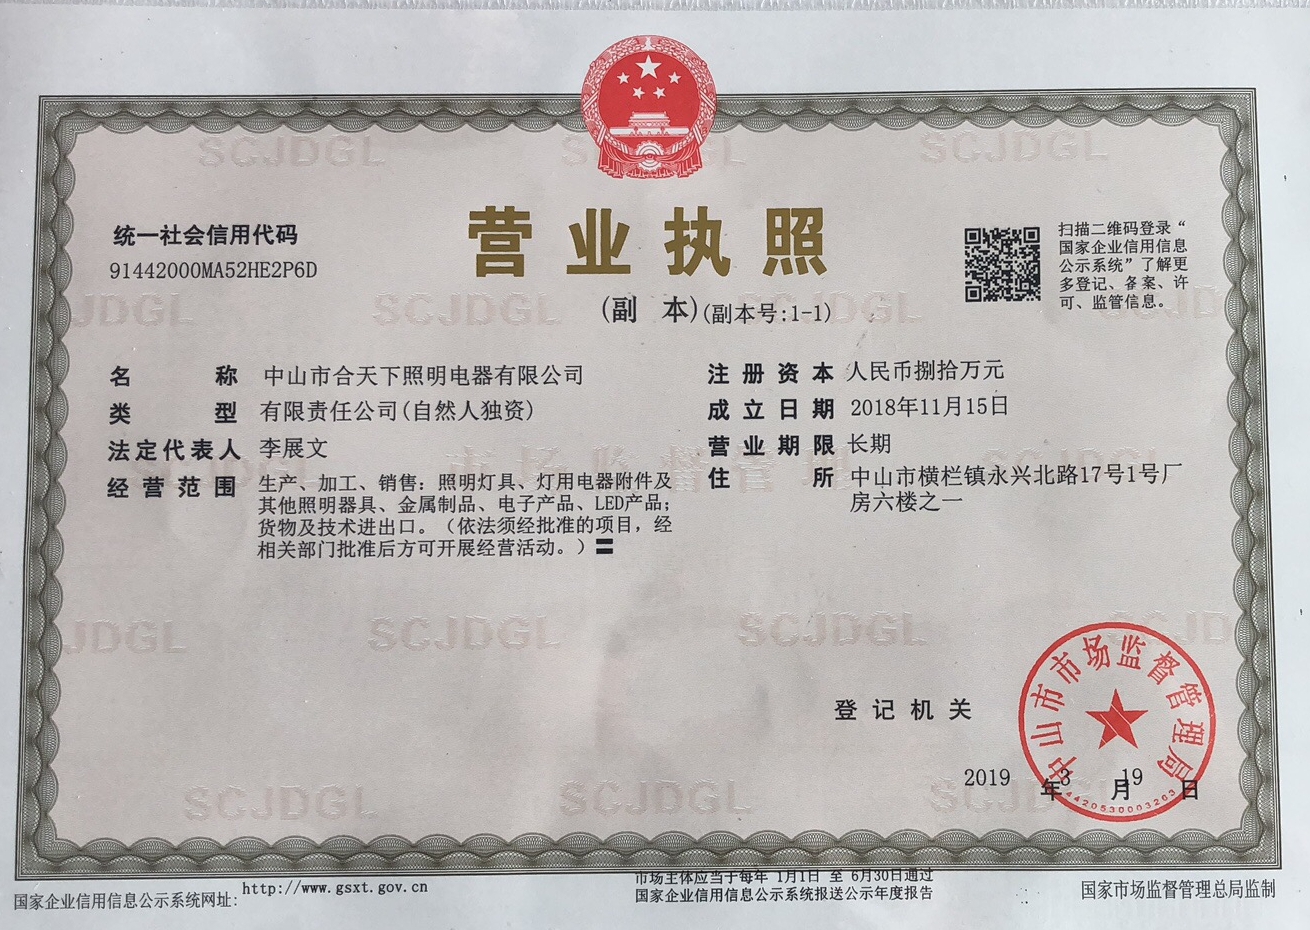 营业执照
(副 本)(副本号:1-1)
统一社会信用代码
91442000MA52HE2P6D
扫描二维码登录“
国家企业信用信息
公示系统”了解更
多登记、备案、许
可、监管信息。
名 称 中山市合天下照明电器有限公司
类 型 有限责任公司(自然人独资)
法定代表人 李展文
经营范围 生产、加工、销售：照明灯具、灯用电器附件及
其他照明器具、金属制品、电子产品、LED产品；
货物及技术进出口。（依法须经批准的项目，经
相关部门批准后方可开展经营活动。）〓
注册资本 人民币捌拾万元
成立日期 2018年11月15日
营业期限 长期
住 所 中山市横栏镇永兴北路17号1号厂
房六楼之一
登记机关
中山市市场监督管理局
4420530003263
2019 年3 月19 日
国家企业信用信息公示系统网址: http://www.gsxt.gov.cn
市场主体应当于每年 1月1日 至 6月30日通过
国家企业信用信息公示系统报送公示年度报告
国家市场监督管理总局监制
SCJDGL